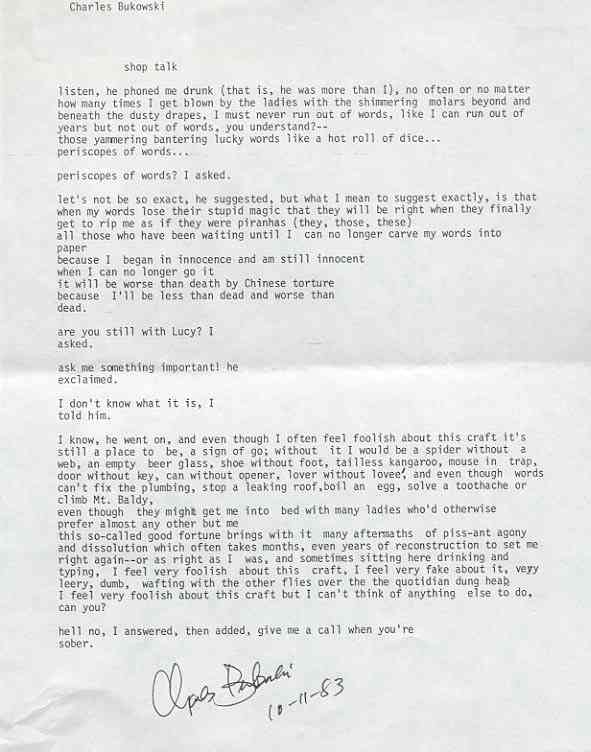 Charles Bukowski
shop talk
listen, he phoned me drunk (that is, he was more than I), no often or no matter
how many times I get blown by the ladies with the shimmering molars beyond and
beneath the dusty drapes, I must never run out of words, like I can run out of
years but not out of words, you understand?--
those yammering bantering lucky words like a hot roll of dice...
periscopes of words...
periscopes of words? I asked.
let's not be so exact, he suggested, but what I mean to suggest exactly, is that
when my words lose their stupid magic that they will be right when they finally
get to rip me as if they were piranhas (they, those, these)
all those who have been waiting until I can no longer carve my words into
paper
because I began in innocence and am still innocent
when I can no longer go it
it will be worse than death by Chinese torture
because I'll be less than dead and worse than
dead.
are you still with Lucy? I
asked.
ask me something important! he
exclaimed.
I don't know what it is, I
told him.
I know, he went on, and even though I often feel foolish about this craft it's
still a place to be, a sign of go; without it I would be a spider without a
web, an empty beer glass, shoe without foot, tailless kangaroo, mouse in trap,
door without key, can without opener, lover without lovee, and even though words
can't fix the plumbing, stop a leaking roof,boil an egg, solve a toothache or
climb Mt. Baldy,
even though they might get me into bed with many ladies who'd otherwise
prefer almost any other but me
this so-called good fortune brings with it many aftermaths of piss-ant agony
and dissolution which often takes months, even years of reconstruction to set me
right again--or as right as I was, and sometimes sitting here drinking and
typing, I feel very foolish about this craft, I feel very fake about it, very
leery, dumb, wafting with the other flies over the the quotidian dung heap
I feel very foolish about this craft but I can't think of anything else to do,
can you?
hell no, I answered, then added, give me a call when you're
sober.
Charles Bukowski
10-11-83